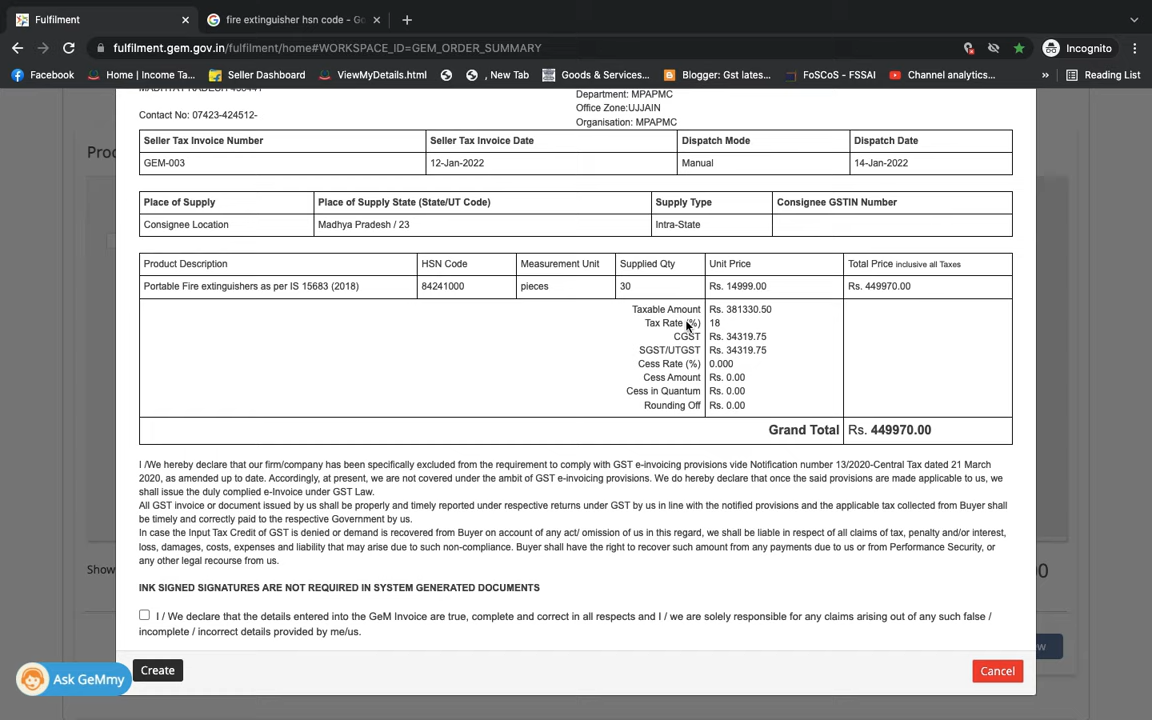 Fulfilment
fire extinguisher hsn code - Go
fulfilment.gem.gov.in/fulfilment/home#WORKSPACE_ID=GEM_ORDER_SUMMARY
Incognito
Facebook
Home | Income Ta...
Seller Dashboard
ViewMyDetails.html
, New Tab
Goods & Services...
Blogger: Gst lates...
FoSCoS - FSSAI
Channel analytics...
»
Reading List
Department: MPAPMC
Office Zone:UJJAIN
Contact No: 07423-424512-
Organisation: MPAPMC
Seller Tax Invoice Number Seller Tax Invoice Date Dispatch Mode Dispatch Date
GEM-003 12-Jan-2022 Manual 14-Jan-2022
Place of Supply Place of Supply State (State/UT Code) Supply Type Consignee GSTIN Number
Consignee Location Madhya Pradesh / 23 Intra-State
Product Description HSN Code Measurement Unit Supplied Qty Unit Price Total Price inclusive all Taxes
Portable Fire extinguishers as per IS 15683 (2018) 84241000 pieces 30 Rs. 14999.00 Rs. 449970.00
Taxable Amount Rs. 381330.50
Tax Rate (%) 18
CGST Rs. 34319.75
SGST/UTGST Rs. 34319.75
Cess Rate (%) 0.000
Cess Amount Rs. 0.00
Cess in Quantum Rs. 0.00
Rounding Off Rs. 0.00
Grand Total Rs. 449970.00
I /We hereby declare that our firm/company has been specifically excluded from the requirement to comply with GST e-invoicing provisions vide Notification number 13/2020-Central Tax dated 21 March
2020, as amended up to date. Accordingly, at present, we are not covered under the ambit of GST e-invoicing provisions. We do hereby declare that once the said provisions are made applicable to us, we
shall issue the duly complied e-Invoice under GST Law.
All GST invoice or document issued by us shall be properly and timely reported under respective returns under GST by us in line with the notified provisions and the applicable tax collected from Buyer shall
be timely and correctly paid to the respective Government by us.
In case the Input Tax Credit of GST is denied or demand is recovered from Buyer on account of any act/ omission of us in this regard, we shall be liable in respect of all claims of tax, penalty and/or interest,
loss, damages, costs, expenses and liability that may arise due to such non-compliance. Buyer shall have the right to recover such amount from any payments due to us or from Performance Security, or
any other legal recourse from us.
INK SIGNED SIGNATURES ARE NOT REQUIRED IN SYSTEM GENERATED DOCUMENTS
I / We declare that the details entered into the GeM Invoice are true, complete and correct in all respects and I / we are solely responsible for any claims arising out of any such false /
incomplete / incorrect details provided by me/us.
Create
Cancel
Ask GeMmy